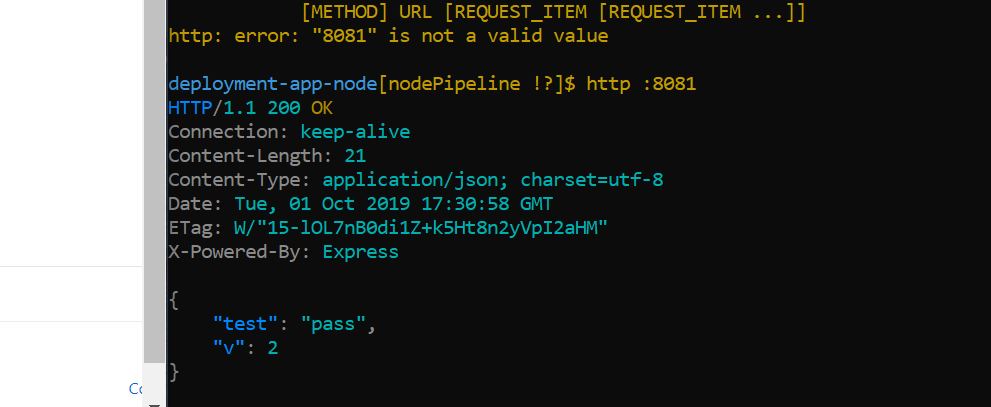 [METHOD] URL [REQUEST_ITEM [REQUEST_ITEM ...]]
http: error: "8081" is not a valid value
deployment-app-node[nodePipeline !?]$ http :8081
HTTP/1.1 200 OK
Connection: keep-alive
Content-Length: 21
Content-Type: application/json; charset=utf-8
Date: Tue, 01 Oct 2019 17:30:58 GMT
ETag: W/"15-lOL7nB0di1Z+k5Ht8n2yVpI2aHM"
X-Powered-By: Express
{
"test": "pass",
"v": 2
}